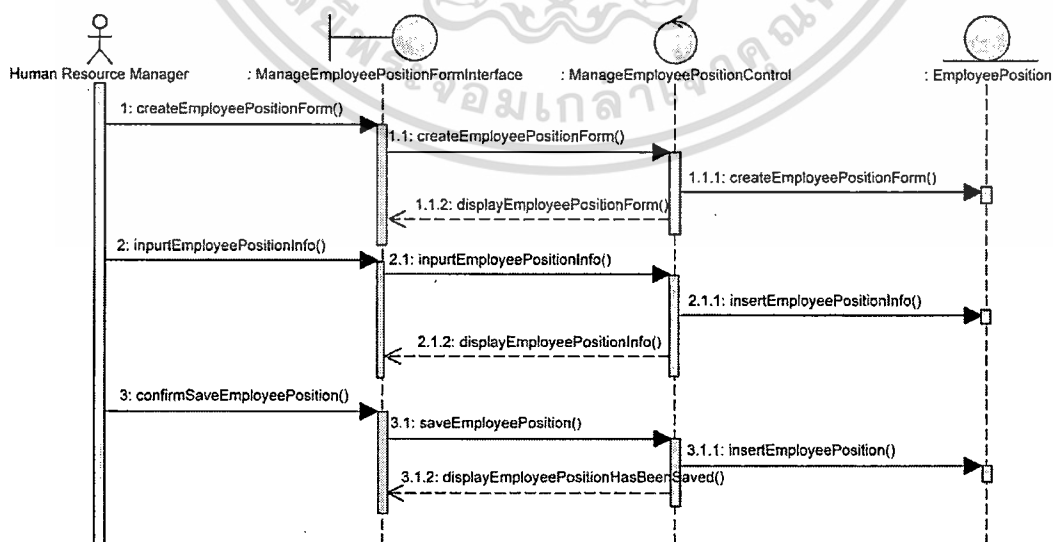 Human Resource Manager
: ManageEmployeePositionFormInterface
: ManageEmployeePositionControl
: EmployeePosition
1: createEmployeePositionForm()
1.1: createEmployeePositionForm()
1.1.1: createEmployeePositionForm()
1.1.2: displayEmployeePositionForm()
2: inpurtEmployeePositionInfo()
2.1: inpurtEmployeePositionInfo()
2.1.1: insertEmployeePositionInfo()
2.1.2: displayEmployeePositionInfo()
3: confirmSaveEmployeePosition()
3.1: saveEmployeePosition()
3.1.1: insertEmployeePosition()
3.1.2: displayEmployeePositionHasBeenSaved()